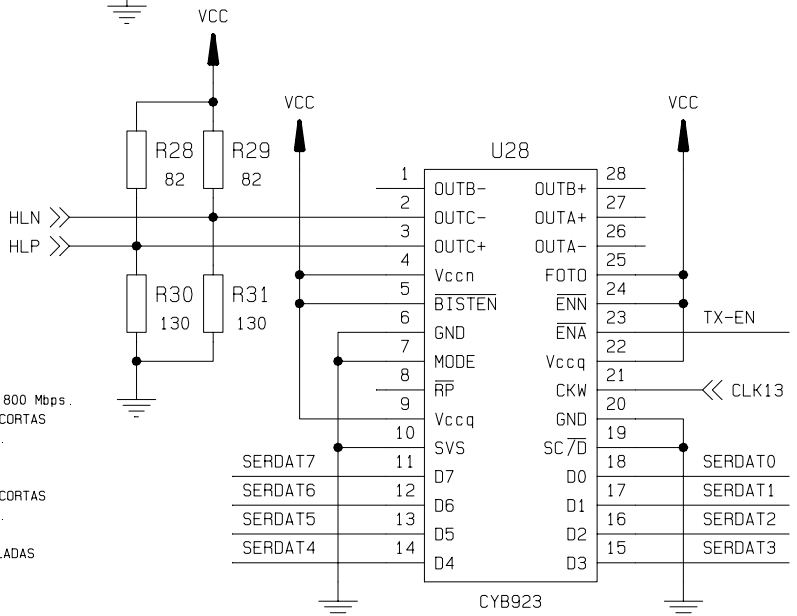 VCC
VCC
VCC
R28
82
R29
82
U28
HLN
HLP
R30
130
R31
130
1 OUTB- OUTB+ 28
2 OUTC- OUTA+ 27
3 OUTC+ OUTA- 26
4 Vccn FOTO 25
5 BISTEN ENN 24
6 GND ENA 23 TX-EN
7 MODE Vccq 22
8 RP CKW 21 CLK13
9 Vccq GND 20
10 SVS SC/D 19
SERDAT7 11 D7 D0 18 SERDAT0
SERDAT6 12 D6 D1 17 SERDAT1
SERDAT5 13 D5 D2 16 SERDAT2
SERDAT4 14 D4 D3 15 SERDAT3
CYB923
800 Mbps.
CORTAS
.
CORTAS
.
LADAS